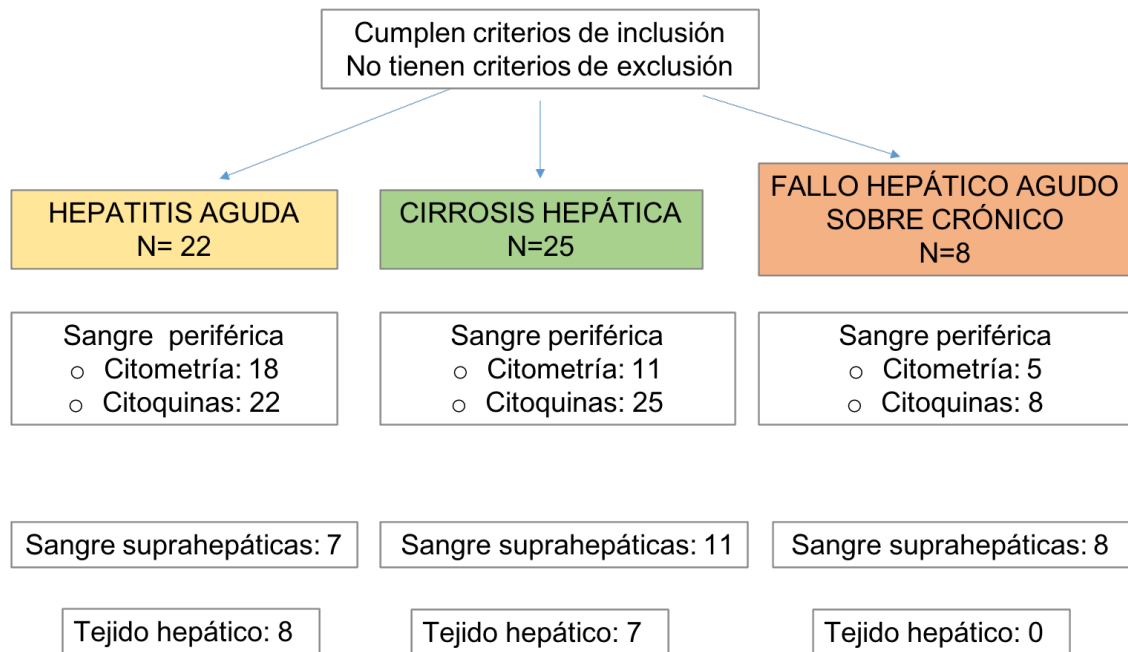 Cumplen criterios de inclusión
No tienen criterios de exclusión
HEPATITIS AGUDA
N= 22
CIRROSIS HEPÁTICA
N=25
FALLO HEPÁTICO AGUDO
SOBRE CRÓNICO
N=8
Sangre periférica
o Citometría: 18
o Citoquinas: 22
Sangre periférica
o Citometría: 11
o Citoquinas: 25
Sangre periférica
o Citometría: 5
o Citoquinas: 8
Sangre suprahepáticas: 7
Sangre suprahepáticas: 11
Sangre suprahepáticas: 8
Tejido hepático: 8
Tejido hepático: 7
Tejido hepático: 0